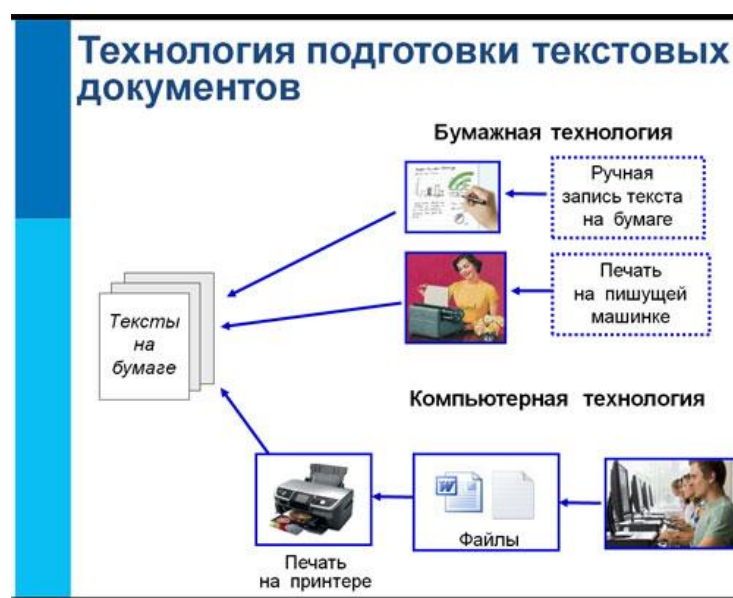 Технология подготовки текстовых
документов
Бумажная технология
Ручная
запись текста
на бумаге
Печать
на пишущей
машинке
Тексты
на
бумаге
Компьютерная технология
Файлы
Печать
на принтере